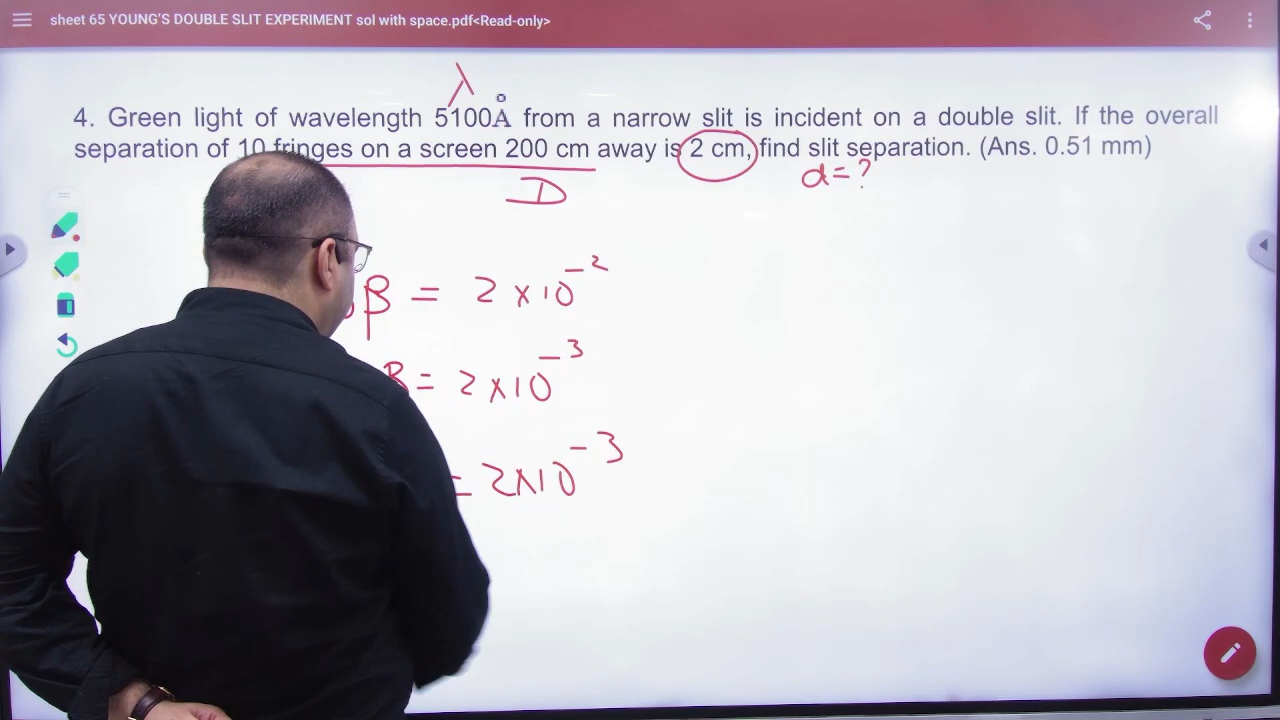 sheet 65 YOUNG'S DOUBLE SLIT EXPERIMENT sol with space.pdf<Read-only>
λ
4. Green light of wavelength 5100Å from a narrow slit is incident on a double slit. If the overall
separation of 10 fringes on a screen 200 cm away is 2 cm, find slit separation. (Ans. 0.51 mm)
D
d = ?
β = 2 × 10⁻²
β = 2 × 10⁻³
= 2 × 10⁻³